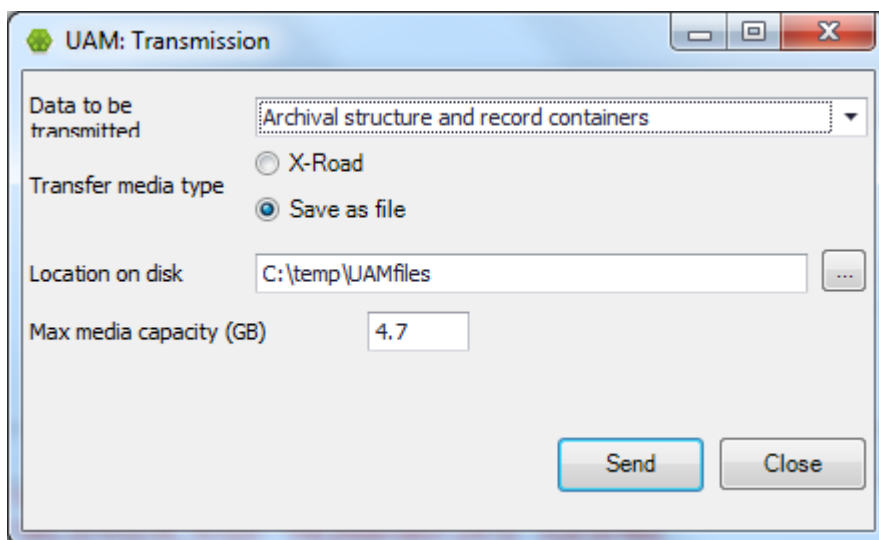 UAM: Transmission
Data to be
transmitted
Archival structure and record containers
Transfer media type
X-Road
Save as file
Location on disk
C:\temp\UAMfiles
...
Max media capacity (GB)
4.7
Send
Close